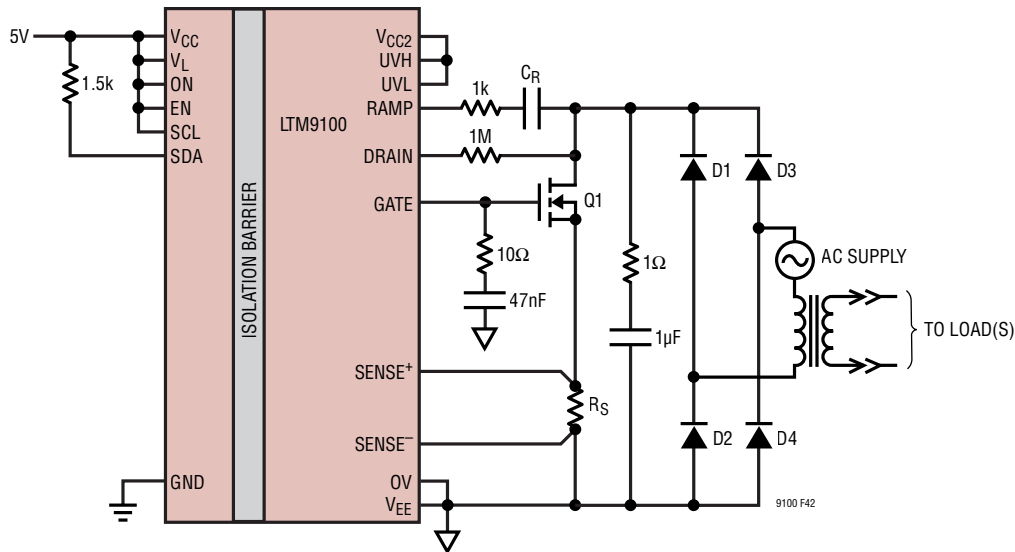 5V
1.5k
VCC
VL
ON
EN
SCL
SDA
GND
ISOLATION BARRIER
LTM9100
VCC2
UVH
UVL
RAMP
DRAIN
GATE
SENSE+
SENSE−
OV
VEE
1k
CR
1M
Q1
10Ω
47nF
RS
1Ω
1µF
D1
D3
D2
D4
AC SUPPLY
TO LOAD(S)
9100 F42